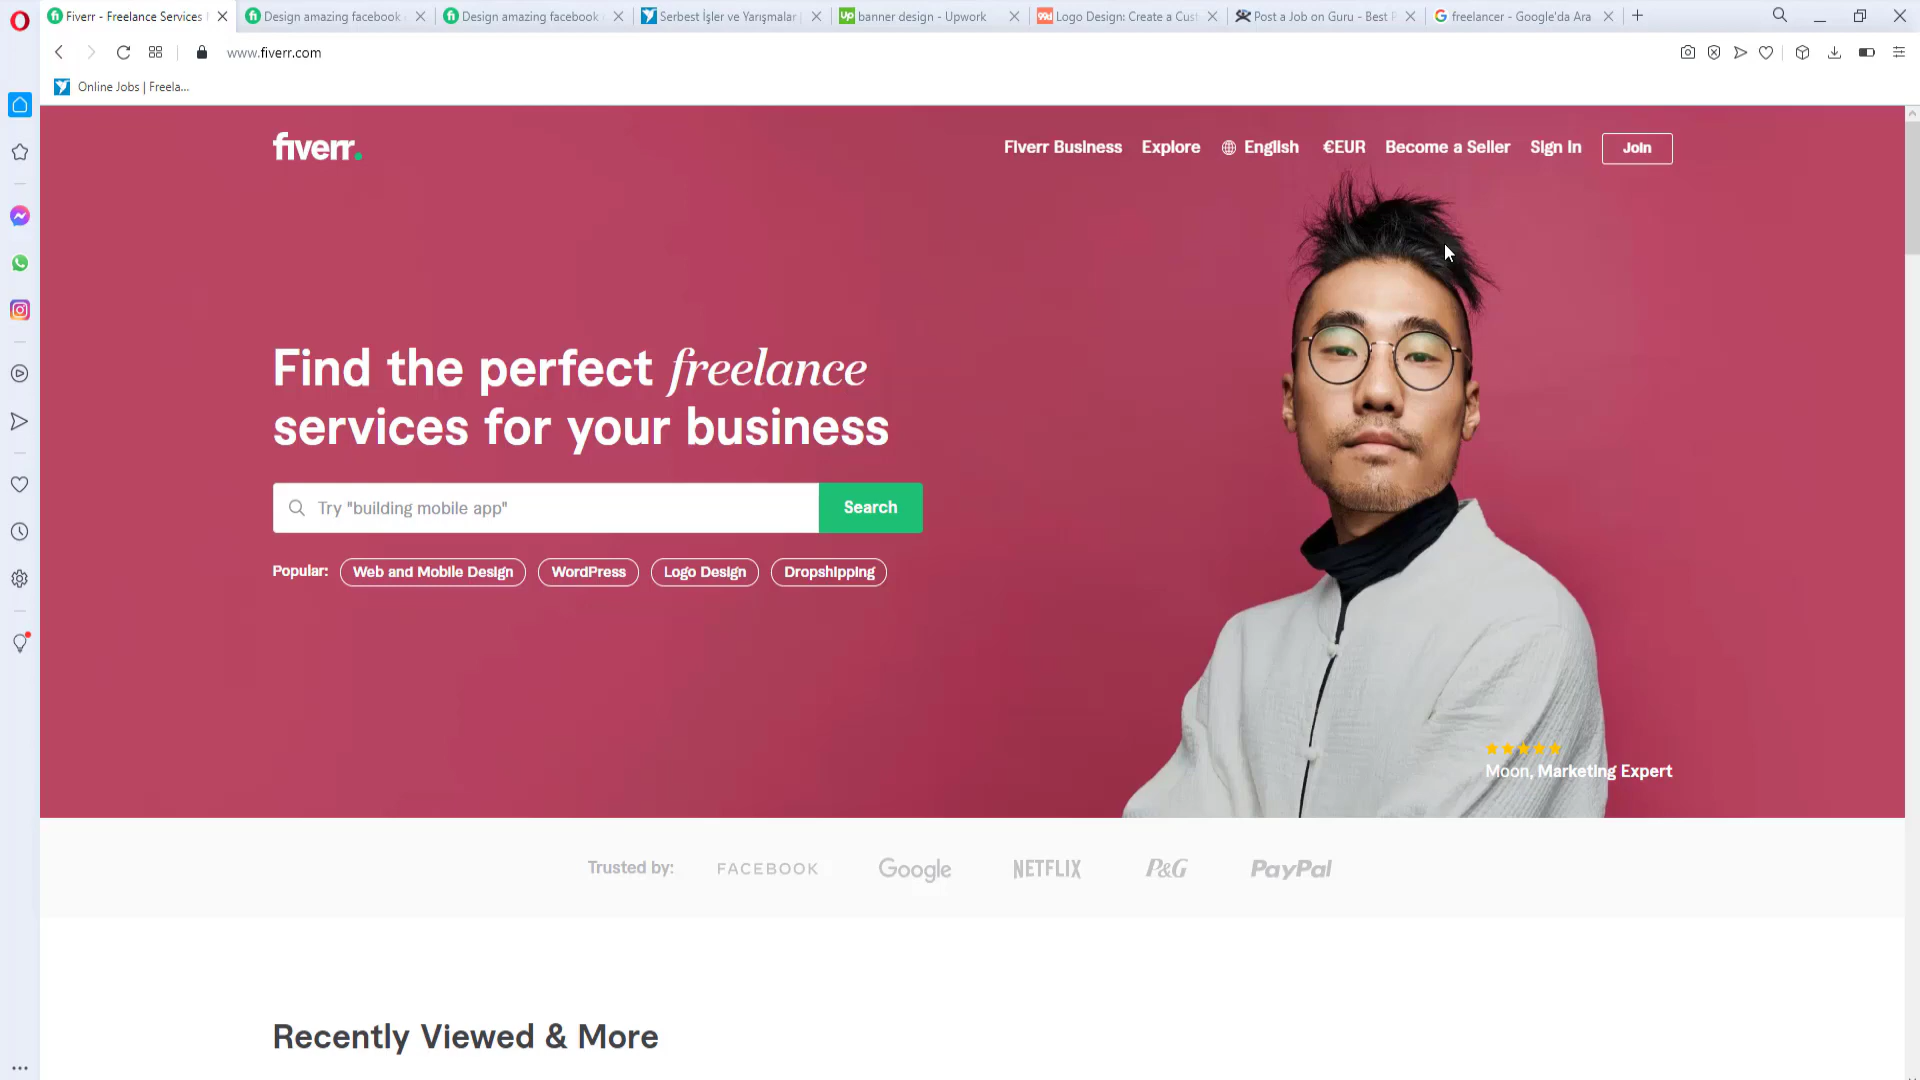 Fiverr - Freelance Services
Design amazing facebook
Design amazing facebook
Serbest İşler ve Yarışmalar
banner design - Upwork
Logo Design: Create a Cust
Post a Job on Guru - Best
freelancer - Google'da Ara
www.fiverr.com
Online Jobs | Freela...
fiverr.
Fiverr Business
Explore
English
€EUR
Become a Seller
Sign In
Join
Find the perfect freelance
services for your business
Try "building mobile app"
Search
Popular:
Web and Mobile Design
WordPress
Logo Design
Dropshipping
Moon, Marketing Expert
Trusted by:
FACEBOOK
Google
NETFLIX
P&G
PayPal
Recently Viewed & More